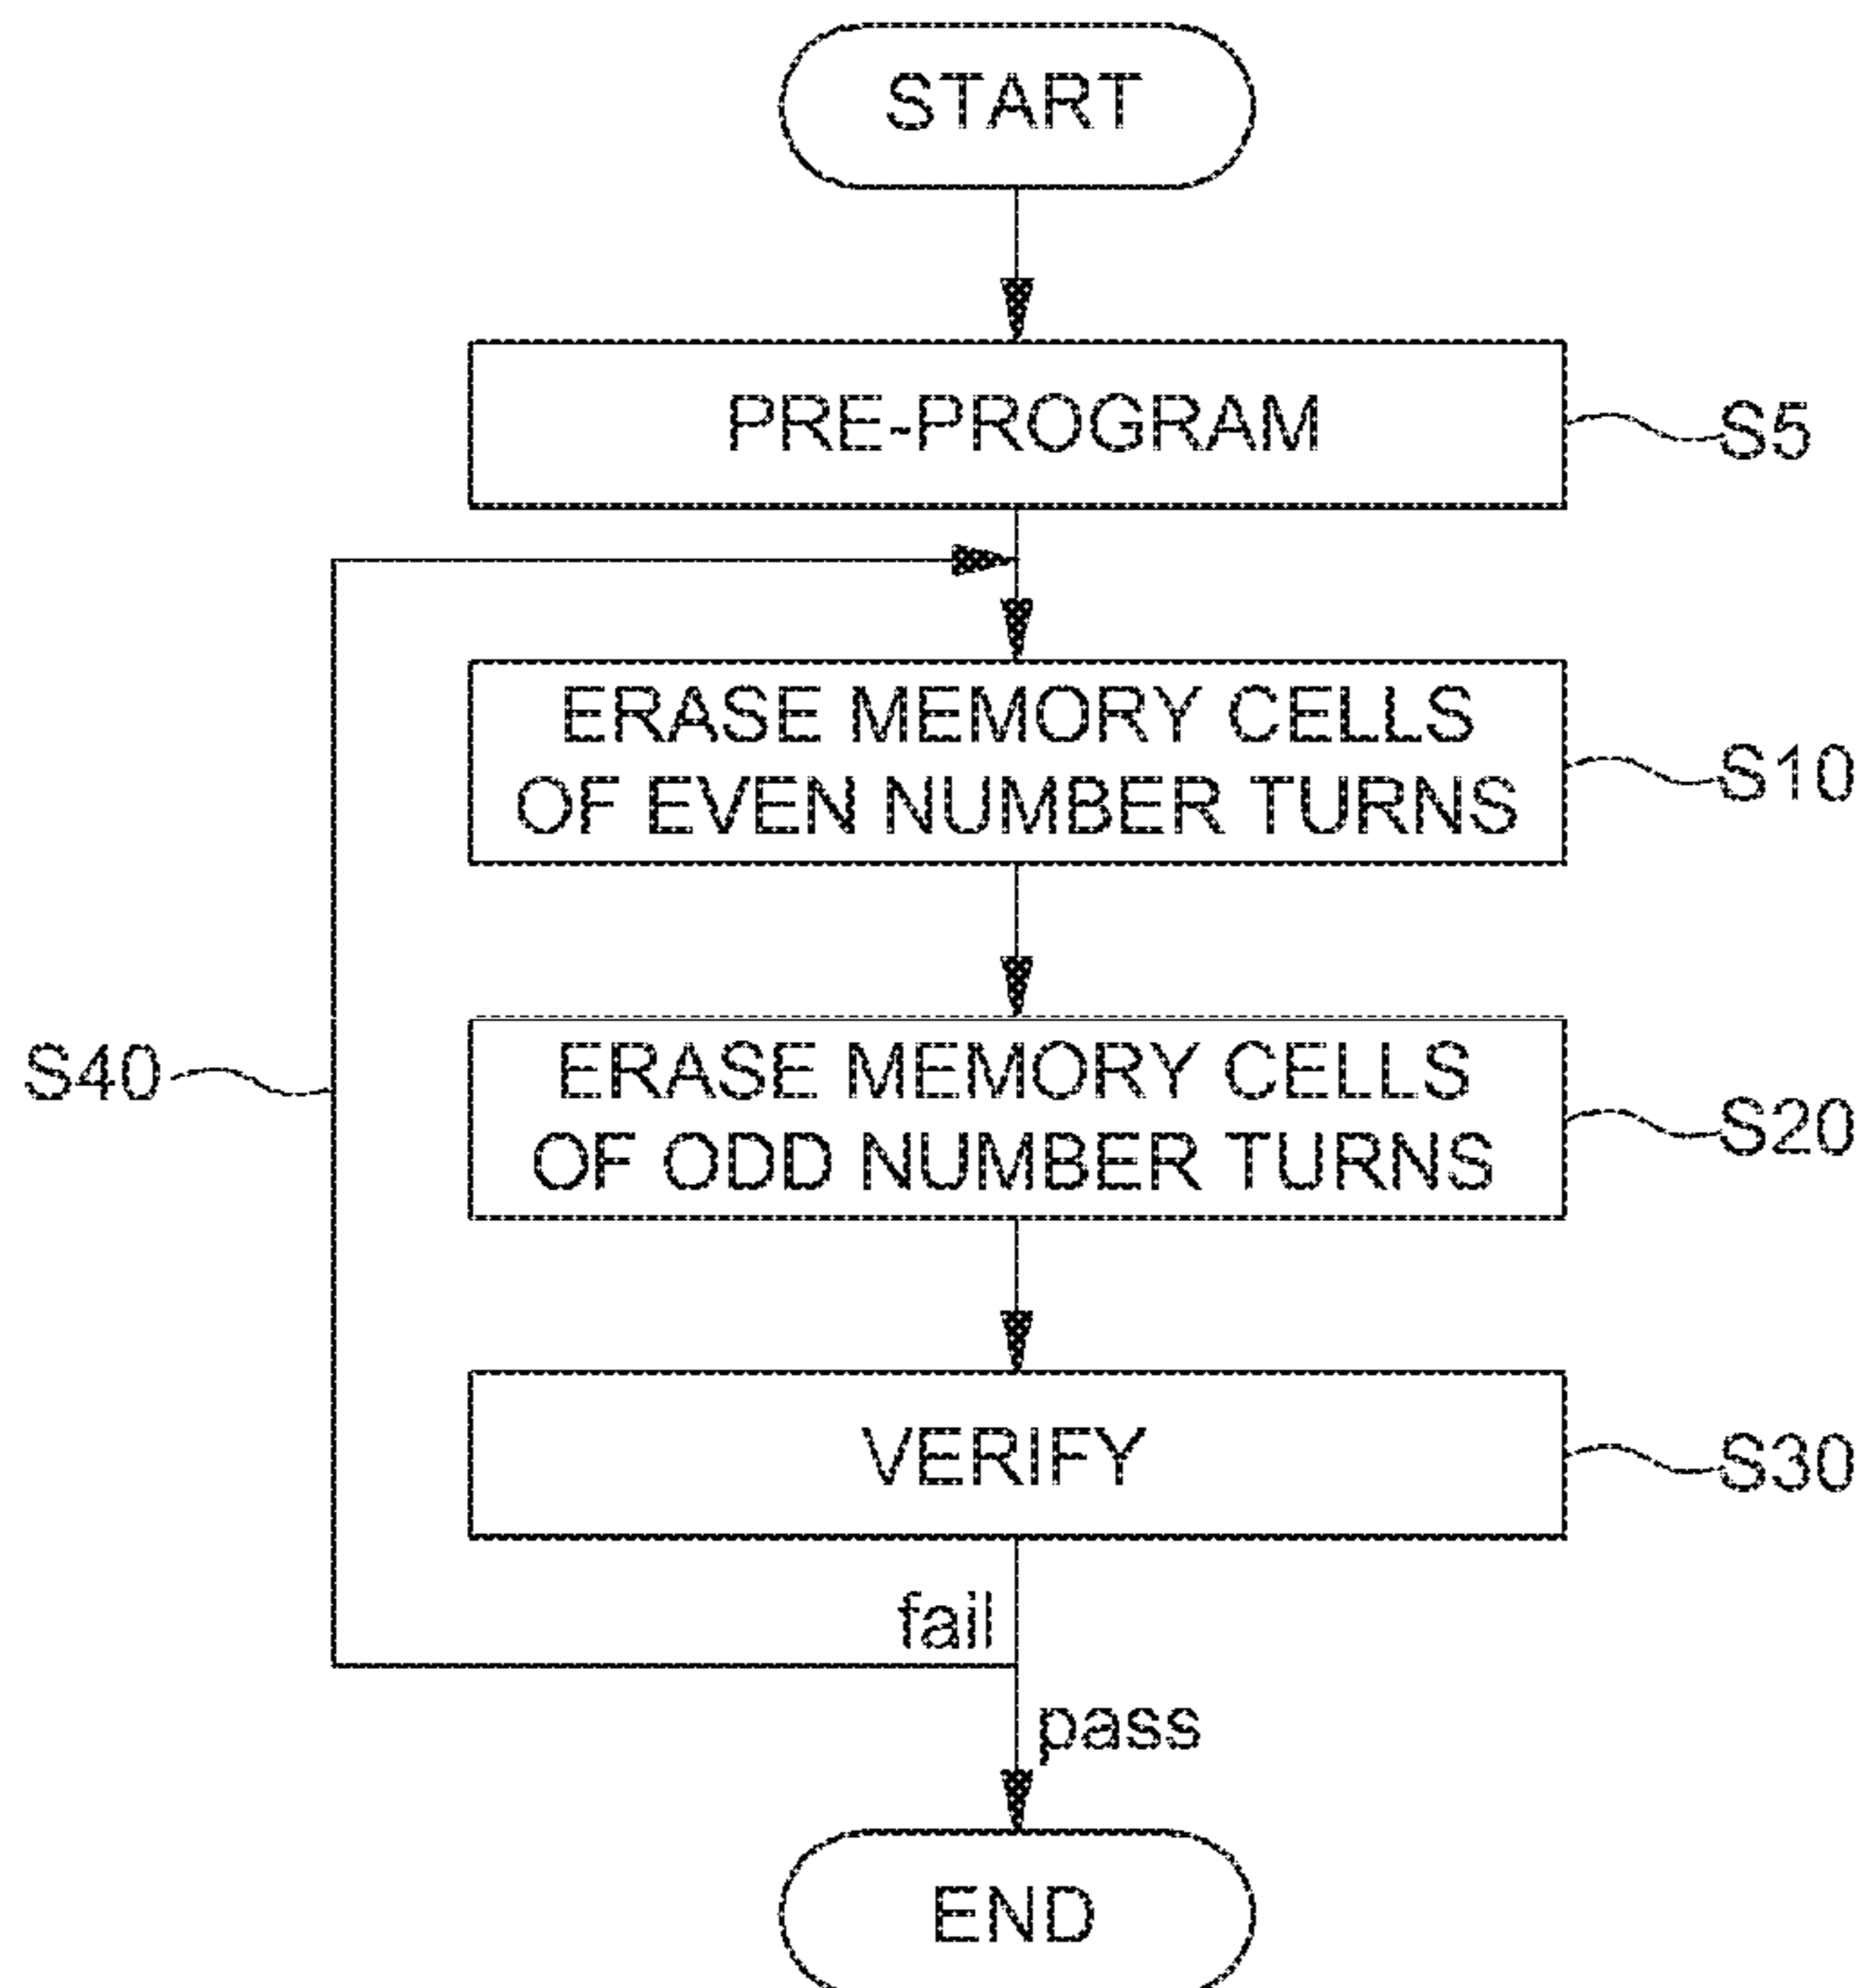 START
PRE-PROGRAM
S5
ERASE MEMORY CELLS
OF EVEN NUMBER TURNS
S10
S40
ERASE MEMORY CELLS
OF ODD NUMBER TURNS
S20
VERIFY
S30
fail
pass
END